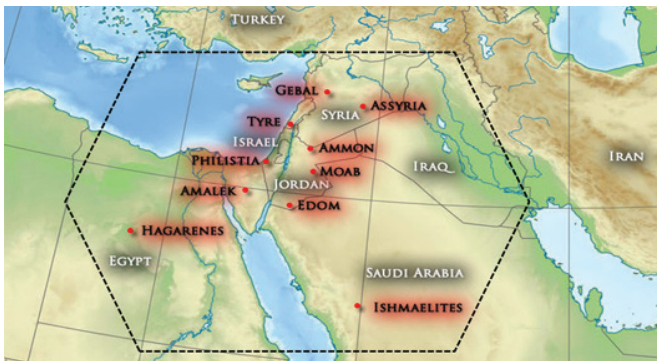 TURKEY
GEBAL
SYRIA
ASSYRIA
TYRE
ISRAEL
AMMON
PHILISTIA
IRAN
MOAB
IRAQ
JORDAN
AMALEK
EDOM
HAGARENES
EGYPT
SAUDI ARABIA
ISHMAELITES